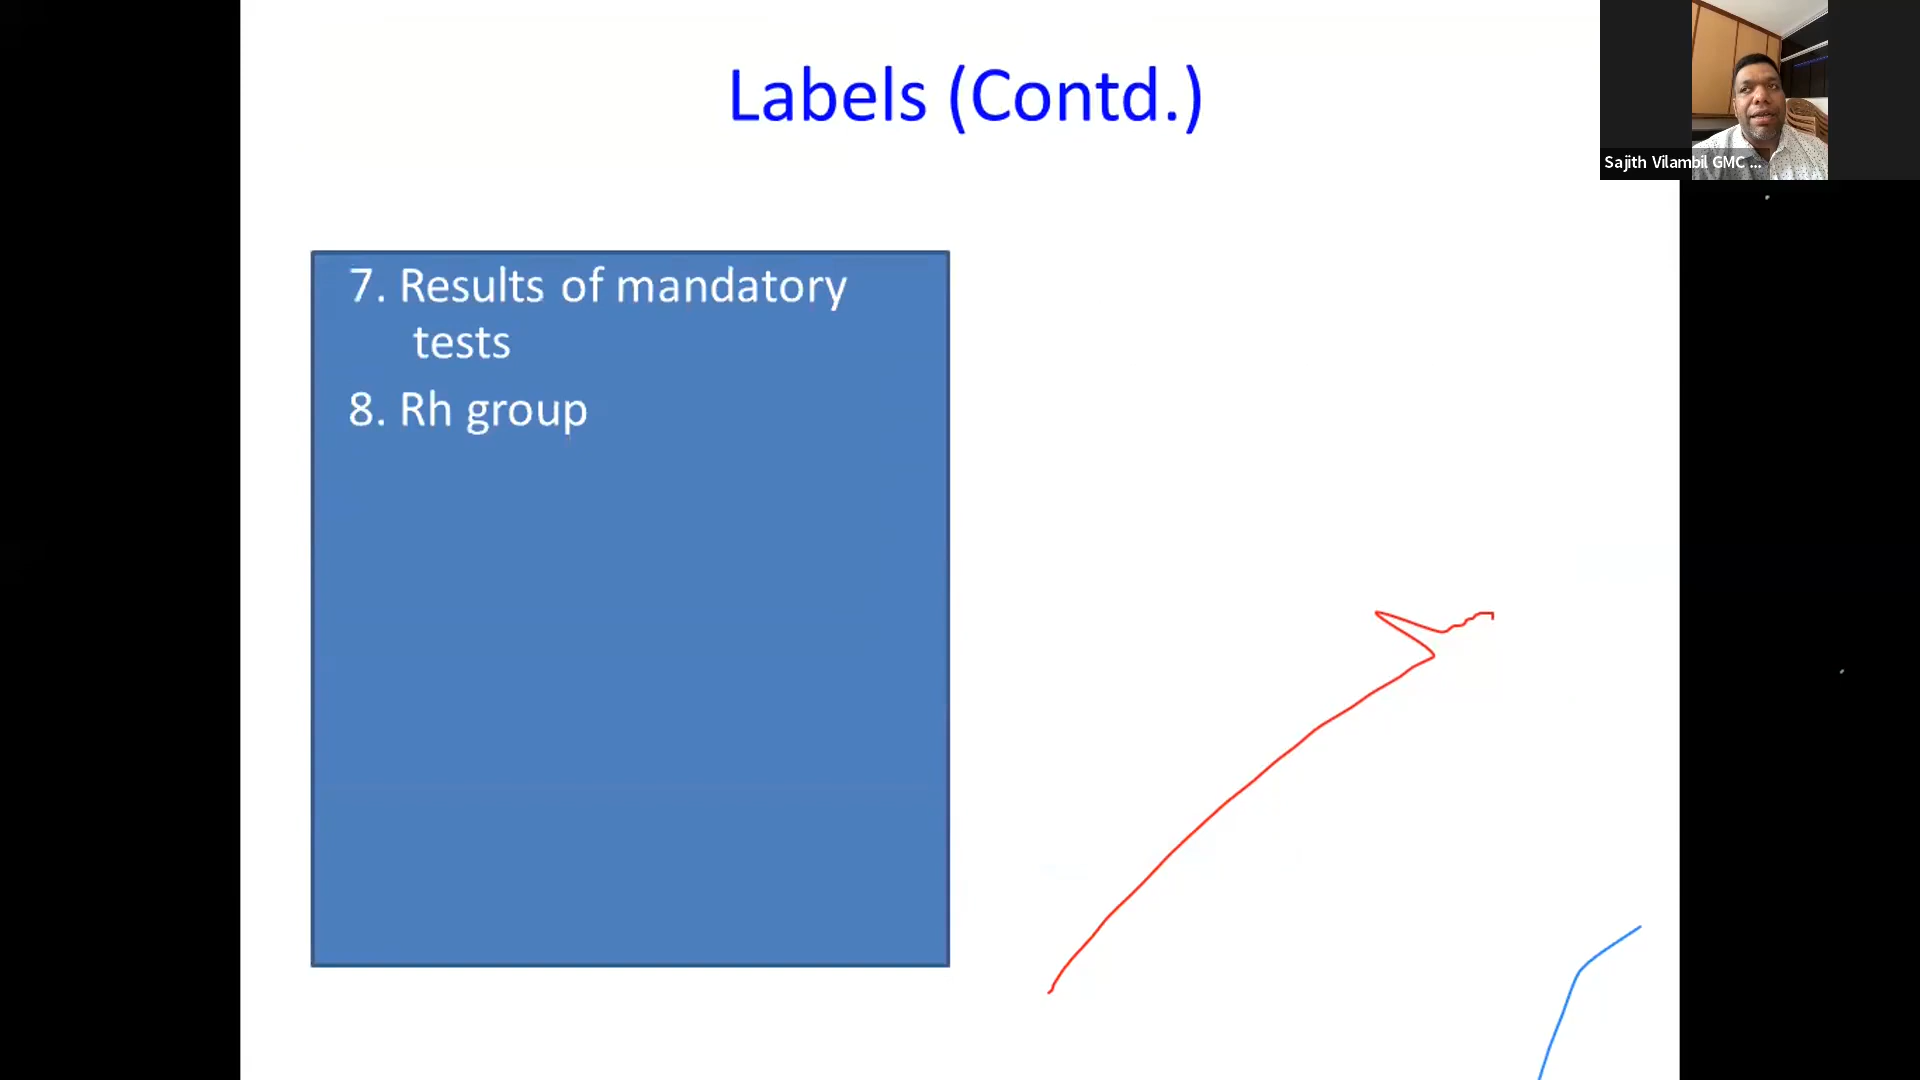 Labels (Contd.)
Sajith Vilambil GMC ...
7. Results of mandatory
tests
8. Rh group